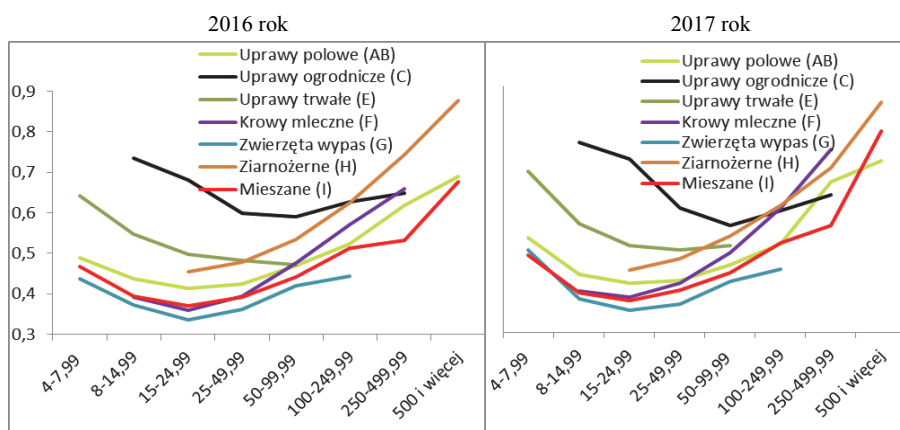 2016 rok
2017 rok
Uprawy polowe (AB)
Uprawy ogrodnicze (C)
Uprawy trwałe (E)
Krowy mleczne (F)
Zwierzęta wypas (G)
Ziarnożerne (H)
Mieszane (I)
0,9
0,8
0,7
0,6
0,5
0,4
0,3
4-7,99
8-14,99
15-24,99
25-49,99
50-99,99
100-249,99
250-499,99
500 i więcej
Uprawy polowe (AB)
Uprawy ogrodnicze (C)
Uprawy trwałe (E)
Krowy mleczne (F)
Zwierzęta wypas (G)
Ziarnożerne (H)
Mieszane (I)
4-7,99
8-14,99
15-24,99
25-49,99
50-99,99
100-249,99
250-499,99
500 i więcej